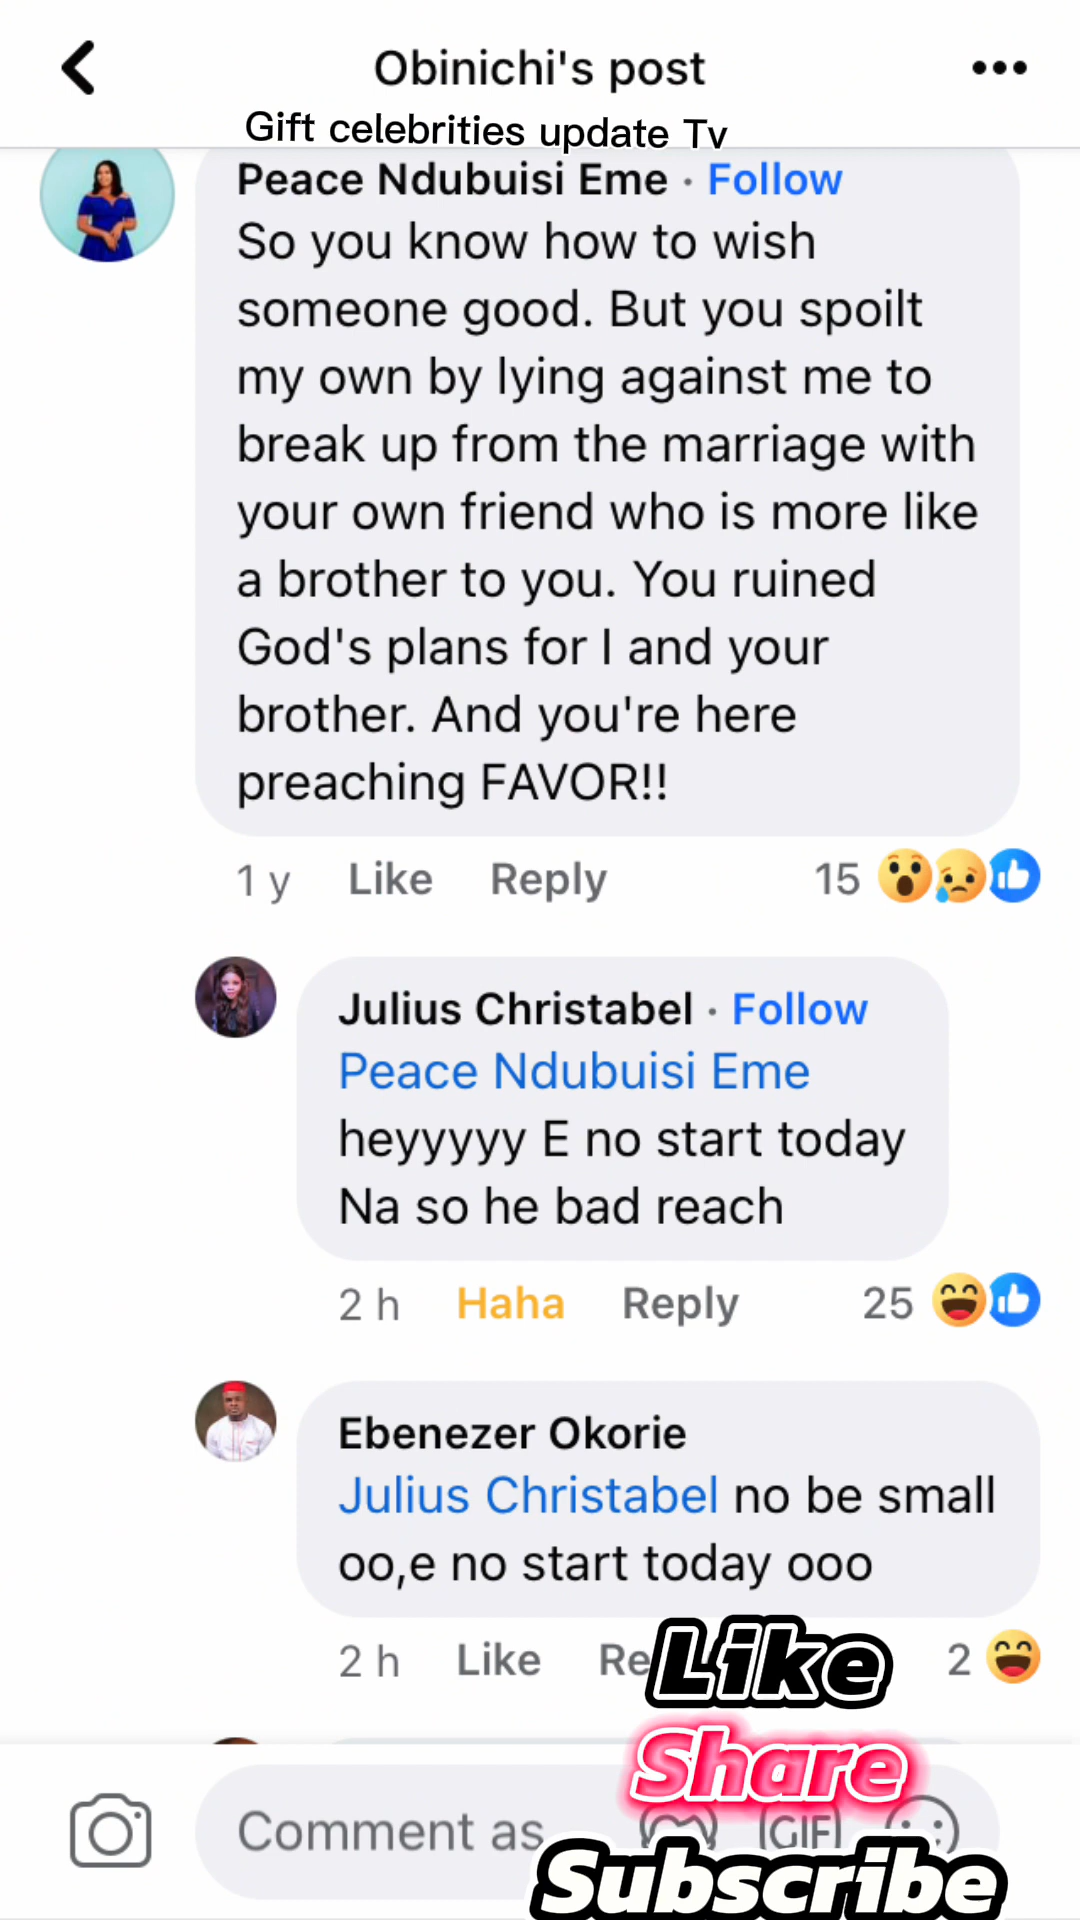 Obinichi's post
Gift celebrities update Tv
Peace Ndubuisi Eme · Follow
So you know how to wish
someone good. But you spoilt
my own by lying against me to
break up from the marriage with
your own friend who is more like
a brother to you. You ruined
God's plans for I and your
brother. And you're here
preaching FAVOR!!
1 y Like Reply 15
Julius Christabel · Follow
Peace Ndubuisi Eme
heyyyyy E no start today
Na so he bad reach
2 h Haha Reply 25
Ebenezer Okorie
Julius Christabel no be small
oo,e no start today ooo
2 h Like Re 2
Like
Share
Comment as
GIF
Subscribe